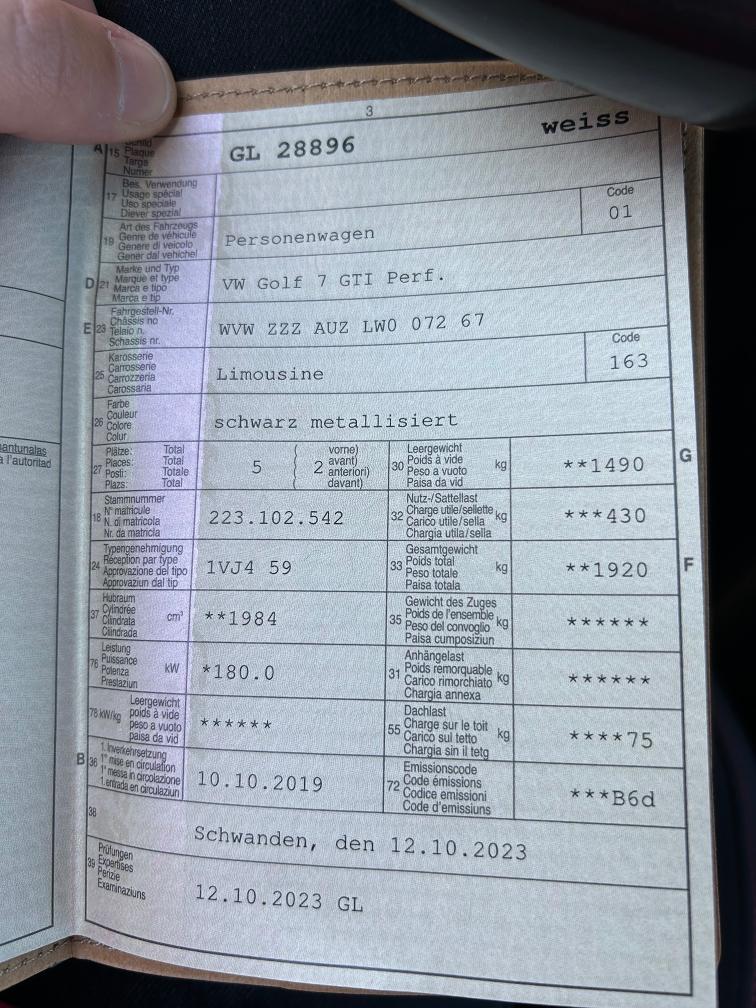 3
A 15 Schild
Plaque
Targa
Numer
GL 28896 weiss
17 Bes. Verwendung
Usage spécial
Uso speciale
Diever spezial
19 Art des Fahrzeugs
Genre de véhicule
Genere di veicolo
Gener dal vehichel
Personenwagen
Code
01
D 21 Marke und Typ
Marque et type
Marca e tipo
Marca e tip
VW Golf 7 GTI Perf.
E 23 Fahrgestell-Nr.
Châssis no
Telaio n.
Schassis nr.
WVW ZZZ AUZ LW0 072 67
25 Karosserie
Carrosserie
Carrozzeria
Carossaria
Limousine
Code
163
26 Farbe
Couleur
Colore
Colur
schwarz metallisiert
27 Plätze: Total
Places: Total
Posti: Totale
Plazs: Total
5 ( 2 vorne)
avant)
anteriori)
davant)
30 Leergewicht
Poids à vide
Peso a vuoto
Paisa da vid
kg
**1490
G
18 Stammnummer
N° matricule
N. di matricola
Nr. da matricla
223.102.542
32 Nutz-/Sattellast
Charge utile/sellette
Carico utile/sella
Chargia utila/sella
kg
***430
24 Typengenehmigung
Réception par type
Approvazione del tipo
Approvaziun dal tip
1VJ4 59
33 Gesamtgewicht
Poids total
Peso totale
Paisa totala
kg
**1920
F
37 Hubraum
Cylindrée
Cilindrata
Cilindrada
cm³
**1984
35 Gewicht des Zuges
Poids de l'ensemble
Peso del convoglio
Paisa cumposiziun
kg
******
76 Leistung
Puissance
Potenza
Prestaziun
kW
*180.0
31 Anhängelast
Poids remorquable
Carico rimorchiato
Chargia annexa
kg
******
78 kW/kg Leergewicht
poids à vide
peso a vuoto
paisa da vid
******
55 Dachlast
Charge sur le toit
Carico sul tetto
Chargia sin il tetg
kg
****75
B 36 1. Inverkehrsetzung
1re mise en circulation
1a messa in circolazione
1. entrada en circulaziun
10.10.2019
72 Emissionscode
Code émissions
Codice emissioni
Code d'emissiuns
***B6d
38
Schwanden, den 12.10.2023
39 Prüfungen
Expertises
Perizie
Examinaziuns
12.10.2023 GL
antunalas
à l'autoritad